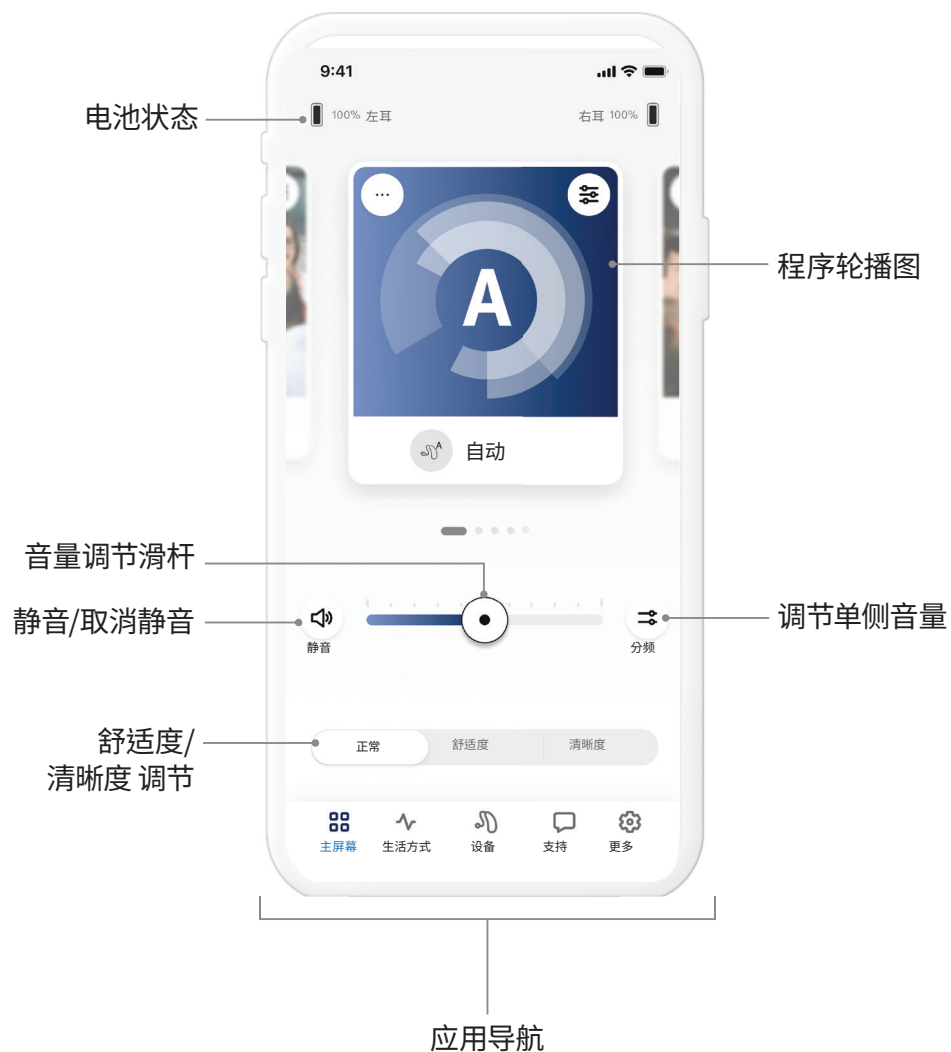 9:41
电池状态
100% 左耳
右耳 100%
...
A
程序轮播图
A
自动
音量调节滑杆
静音/取消静音
静音
分频
调节单侧音量
舒适度/
清晰度 调节
正常
舒适度
清晰度
主屏幕
生活方式
设备
支持
更多
应用导航